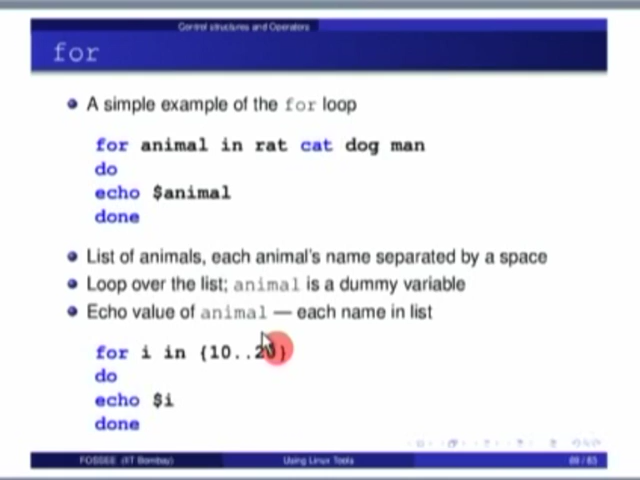 Control structures and Operators
for
A simple example of the for loop
for animal in rat cat dog man
do
echo $animal
done
List of animals, each animal's name separated by a space
Loop over the list; animal is a dummy variable
Echo value of animal — each name in list
for i in {10..20}
do
echo $i
done
FOSSEE (IIT Bombay)
Using Linux Tools